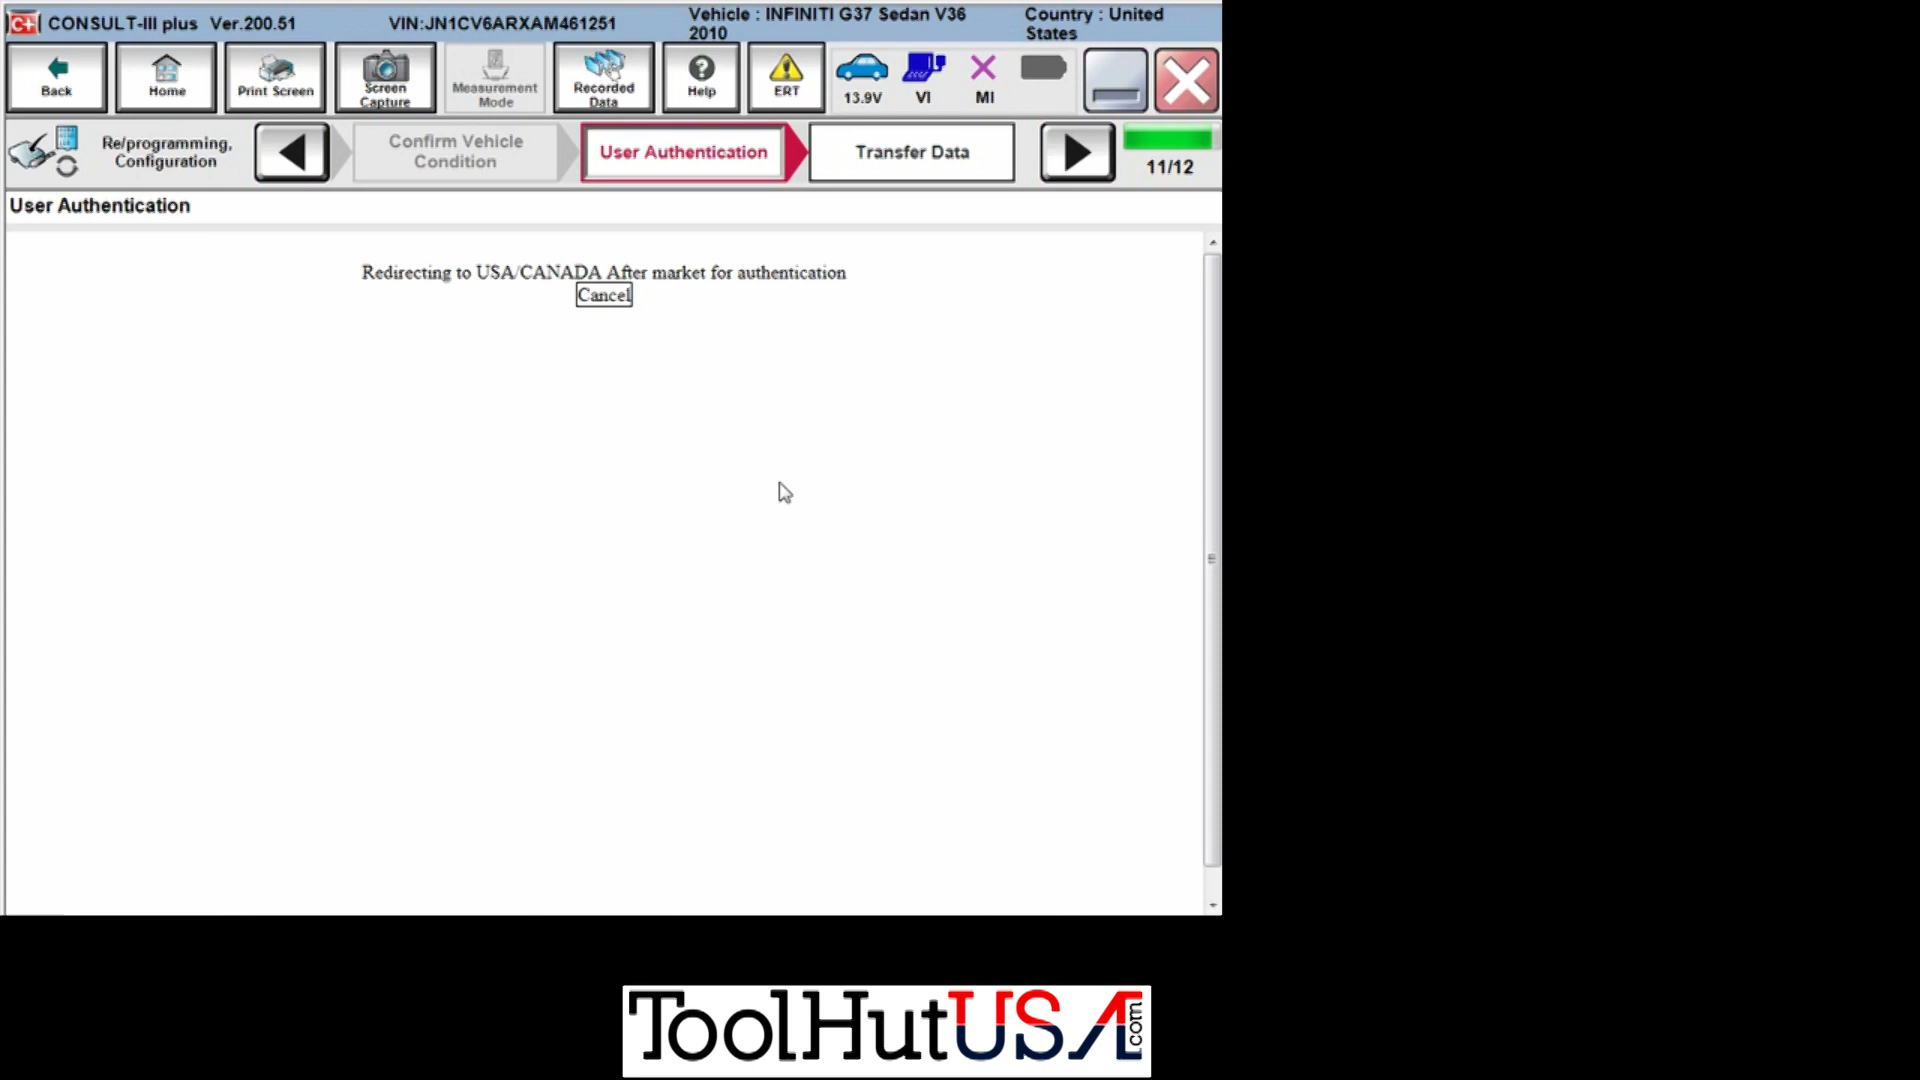 C+ CONSULT-III plus Ver.200.51 VIN:JN1CV6ARXAM461251 Vehicle : INFINITI G37 Sedan V36 2010 Country : United States
Back
Home
Print Screen
Screen Capture
Measurement Mode
Recorded Data
Help
ERT
13.9V
VI
MI
Re/programming, Configuration
Confirm Vehicle Condition
User Authentication
Transfer Data
11/12
User Authentication
Redirecting to USA/CANADA After market for authentication
Cancel
ToolHutUSA.com